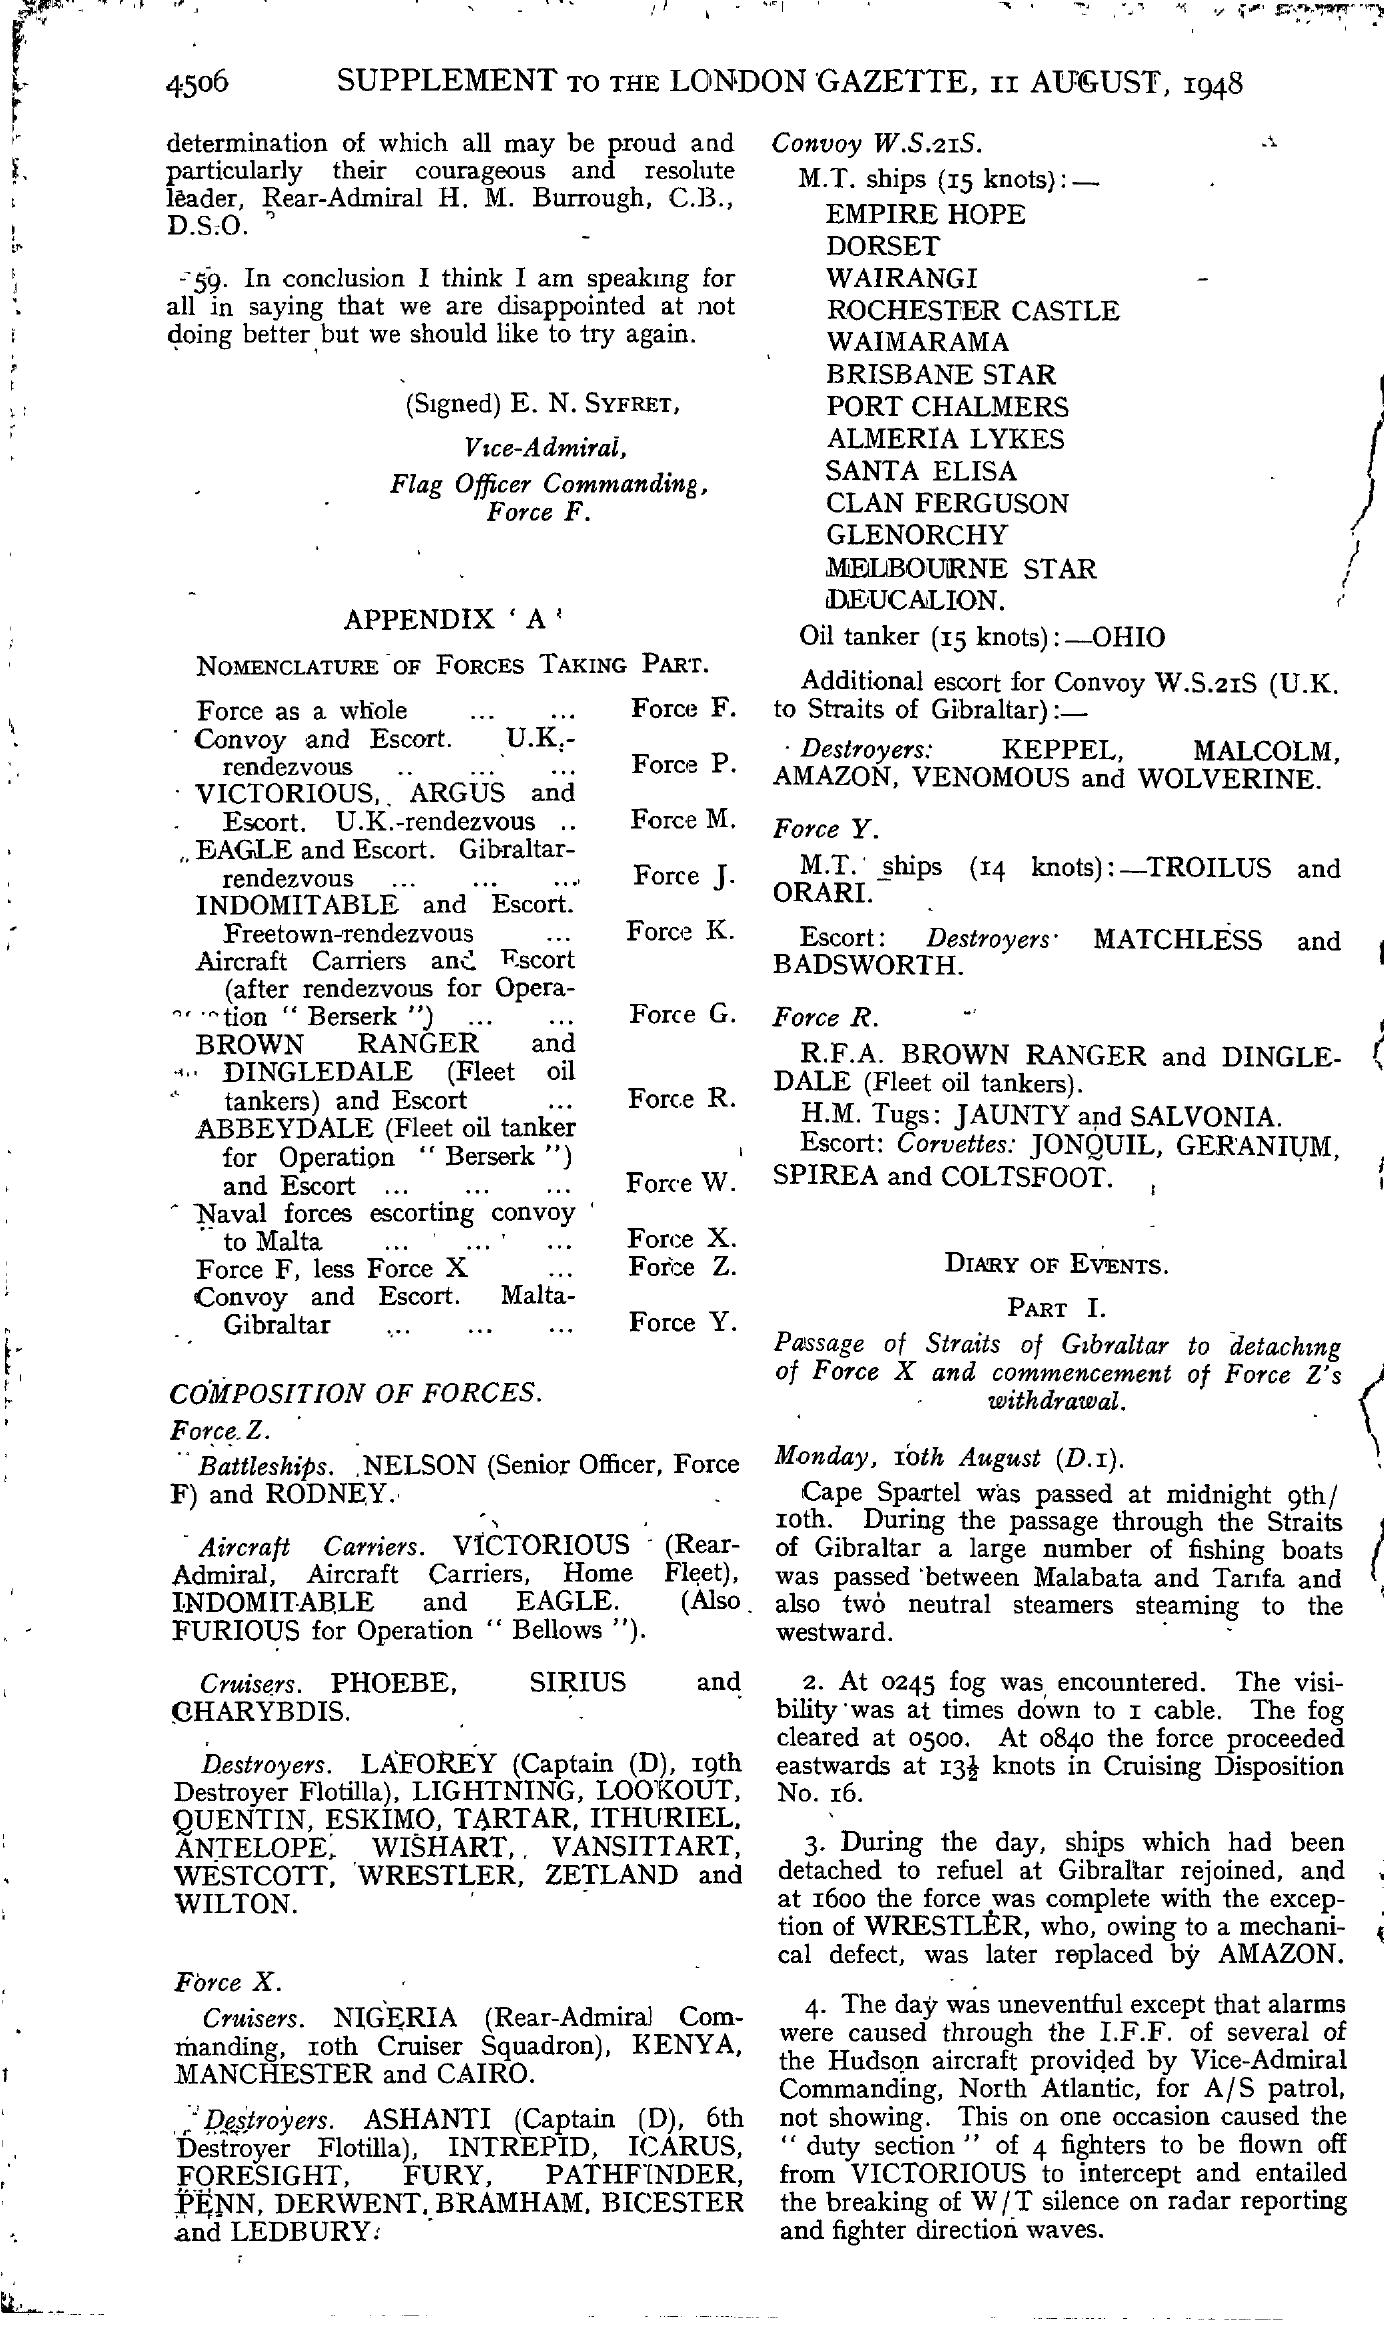 4506 SUPPLEMENT TO THE LONDON GAZETTE, 11 AUGUST, 1948
determination of which all may be proud and
particularly their courageous and resolute
leader, Rear-Admiral H. M. Burrough, C.B.,
D.S.O.
59. In conclusion I think I am speaking for
all in saying that we are disappointed at not
doing better but we should like to try again.
(Signed) E. N. SYFRET,
Vice-Admiral,
Flag Officer Commanding,
Force F.
APPENDIX ' A '
NOMENCLATURE OF FORCES TAKING PART.
Force as a whole ... ... Force F.
Convoy and Escort. U.K.-
rendezvous .. ... ... Force P.
VICTORIOUS, ARGUS and
Escort. U.K.-rendezvous .. Force M.
EAGLE and Escort. Gibraltar-
rendezvous ... ... ... Force J.
INDOMITABLE and Escort.
Freetown-rendezvous ... Force K.
Aircraft Carriers and Escort
(after rendezvous for Opera-
tion " Berserk ") ... ... Force G.
BROWN RANGER and
DINGLEDALE (Fleet oil
tankers) and Escort ... Force R.
ABBEYDALE (Fleet oil tanker
for Operation " Berserk ")
and Escort ... ... ... Force W.
Naval forces escorting convoy
to Malta ... ... ... Force X.
Force F, less Force X ... Force Z.
Convoy and Escort. Malta-
Gibraltar ... ... ... Force Y.
COMPOSITION OF FORCES.
Force Z.
Battleships. NELSON (Senior Officer, Force
F) and RODNEY.
Aircraft Carriers. VICTORIOUS (Rear-
Admiral, Aircraft Carriers, Home Fleet),
INDOMITABLE and EAGLE. (Also
FURIOUS for Operation " Bellows ").
Cruisers. PHOEBE, SIRIUS and
CHARYBDIS.
Destroyers. LAFOREY (Captain (D), 19th
Destroyer Flotilla), LIGHTNING, LOOKOUT,
QUENTIN, ESKIMO, TARTAR, ITHURIEL,
ANTELOPE, WISHART, VANSITTART,
WESTCOTT, WRESTLER, ZETLAND and
WILTON.
Force X.
Cruisers. NIGERIA (Rear-Admiral Com-
manding, 10th Cruiser Squadron), KENYA,
MANCHESTER and CAIRO.
Destroyers. ASHANTI (Captain (D), 6th
Destroyer Flotilla), INTREPID, ICARUS,
FORESIGHT, FURY, PATHFINDER,
PENN, DERWENT, BRAMHAM, BICESTER
and LEDBURY.
Convoy W.S.21S.
M.T. ships (15 knots):—
EMPIRE HOPE
DORSET
WAIRANGI
ROCHESTER CASTLE
WAIMARAMA
BRISBANE STAR
PORT CHALMERS
ALMERIA LYKES
SANTA ELISA
CLAN FERGUSON
GLENORCHY
MELBOURNE STAR
DEUCALION.
Oil tanker (15 knots):—OHIO
Additional escort for Convoy W.S.21S (U.K.
to Straits of Gibraltar):—
Destroyers: KEPPEL, MALCOLM,
AMAZON, VENOMOUS and WOLVERINE.
Force Y.
M.T. ships (14 knots):—TROILUS and
ORARI.
Escort: Destroyers MATCHLESS and
BADSWORTH.
Force R.
R.F.A. BROWN RANGER and DINGLE-
DALE (Fleet oil tankers).
H.M. Tugs: JAUNTY and SALVONIA.
Escort: Corvettes: JONQUIL, GERANIUM,
SPIREA and COLTSFOOT.
DIARY OF EVENTS.
PART I.
Passage of Straits of Gibraltar to detaching
of Force X and commencement of Force Z's
withdrawal.
Monday, 10th August (D.1).
Cape Spartel was passed at midnight 9th/
10th. During the passage through the Straits
of Gibraltar a large number of fishing boats
was passed between Malabata and Tarifa and
also two neutral steamers steaming to the
westward.
2. At 0245 fog was encountered. The visi-
bility was at times down to 1 cable. The fog
cleared at 0500. At 0840 the force proceeded
eastwards at 13½ knots in Cruising Disposition
No. 16.
3. During the day, ships which had been
detached to refuel at Gibraltar rejoined, and
at 1600 the force was complete with the excep-
tion of WRESTLER, who, owing to a mechani-
cal defect, was later replaced by AMAZON.
4. The day was uneventful except that alarms
were caused through the I.F.F. of several of
the Hudson aircraft provided by Vice-Admiral
Commanding, North Atlantic, for A/S patrol,
not showing. This on one occasion caused the
" duty section " of 4 fighters to be flown off
from VICTORIOUS to intercept and entailed
the breaking of W/T silence on radar reporting
and fighter direction waves.